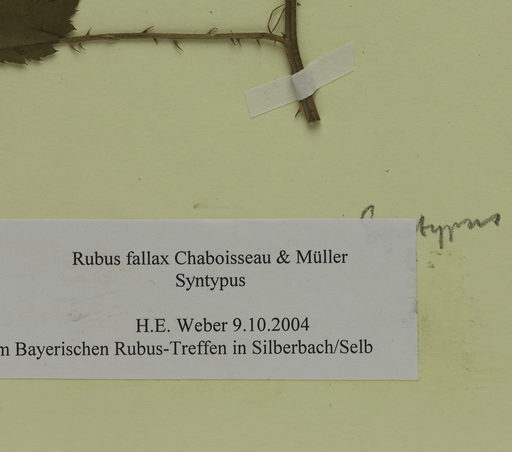 Rubus fallax Chaboisseau & Müller
Syntypus
H.E. Weber 9.10.2004
m Bayerischen Rubus-Treffen in Silberbach/Selb